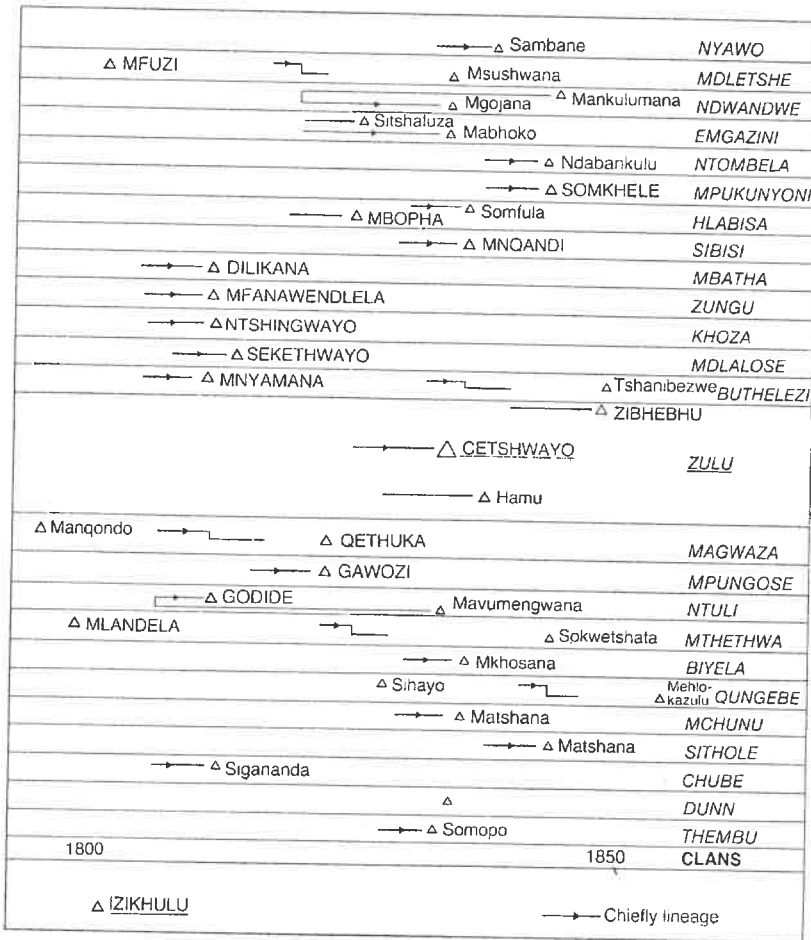 Sambane NYAWO
MFUZI Msushwana MDLETSHE
Mankulumana
Mgojana NDWANDWE
Sitshaluza
Mabhoko EMGAZINI
Ndabankulu NTOMBELA
SOMKHELE MPUKUNYONI
MBOPHA Somfula HLABISA
MNQANDI SIBISI
DILIKANA MBATHA
MFANAWENDLELA ZUNGU
NTSHINGWAYO KHOZA
SEKETHWAYO MDLALOSE
MNYAMANA Tshanibezwe BUTHELEZI
ZIBHEBHU
CETSHWAYO ZULU
Hamu
Manqondo QETHUKA MAGWAZA
GAWOZI MPUNGOSE
GODIDE Mavumengwana NTULI
MLANDELA Sokwetshata MTHETHWA
Mkhosana BIYELA
Sihayo Mehlo-
kazulu QUNGEBE
Matshana MCHUNU
Matshana SITHOLE
Sigananda CHUBE
DUNN
Somopo THEMBU
1800 1850 CLANS
IZIKHULU Chiefly lineage